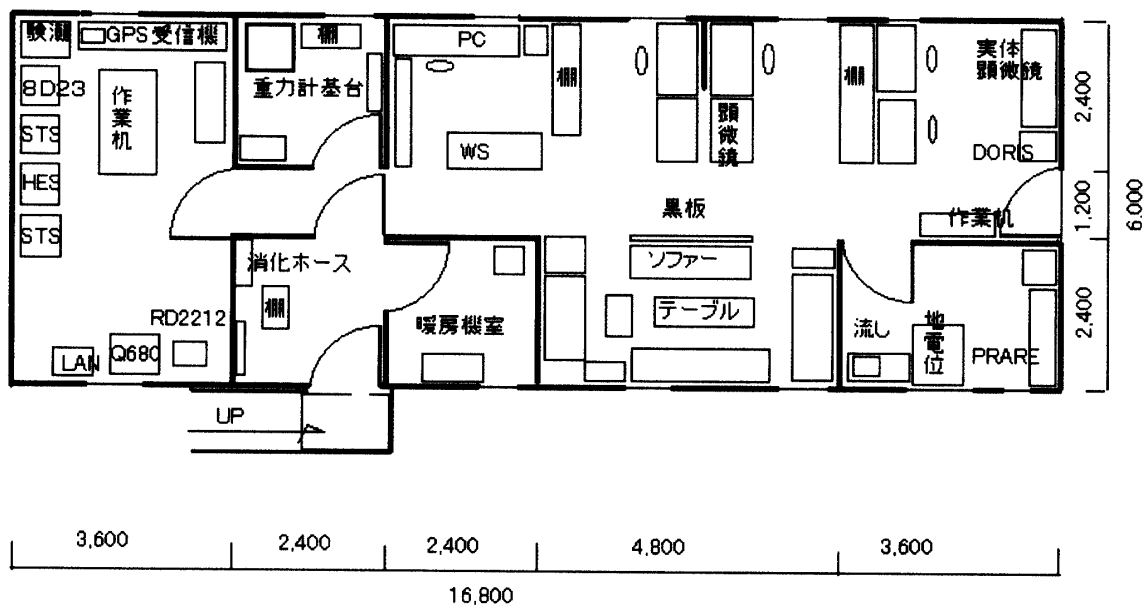 験潮
GPS受信機
棚
PC
棚
棚
実体
顕微鏡
8D23
作業机
重力計基台
顕微鏡
STS
WS
DORIS
HES
黒板
作業机
STS
消化ホース
ソファー
棚
テーブル
RD2212
暖房機室
流し
地電位
PRARE
LAN
Q680
UP
2,400
1,200
2,400
6,000
3,600
2,400
2,400
4,800
3,600
16,800